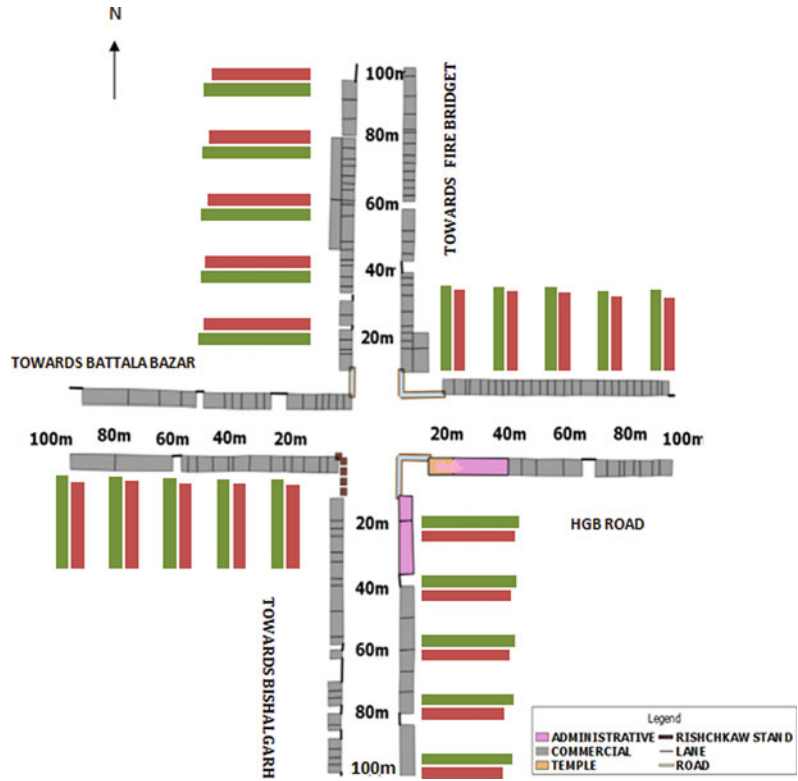 N
100m
80m
60m
40m
20m
TOWARDS FIRE BRIDGET
TOWARDS BATTALA BAZAR
100m 80m 60m 40m 20m
20m 40m 60m 80m 100m
HGB ROAD
20m
40m
60m
80m
100m
TOWARDS BISHALGARH
Legend
ADMINISTRATIVE
COMMERCIAL
TEMPLE
RISHCHKAW STAND
LANE
ROAD